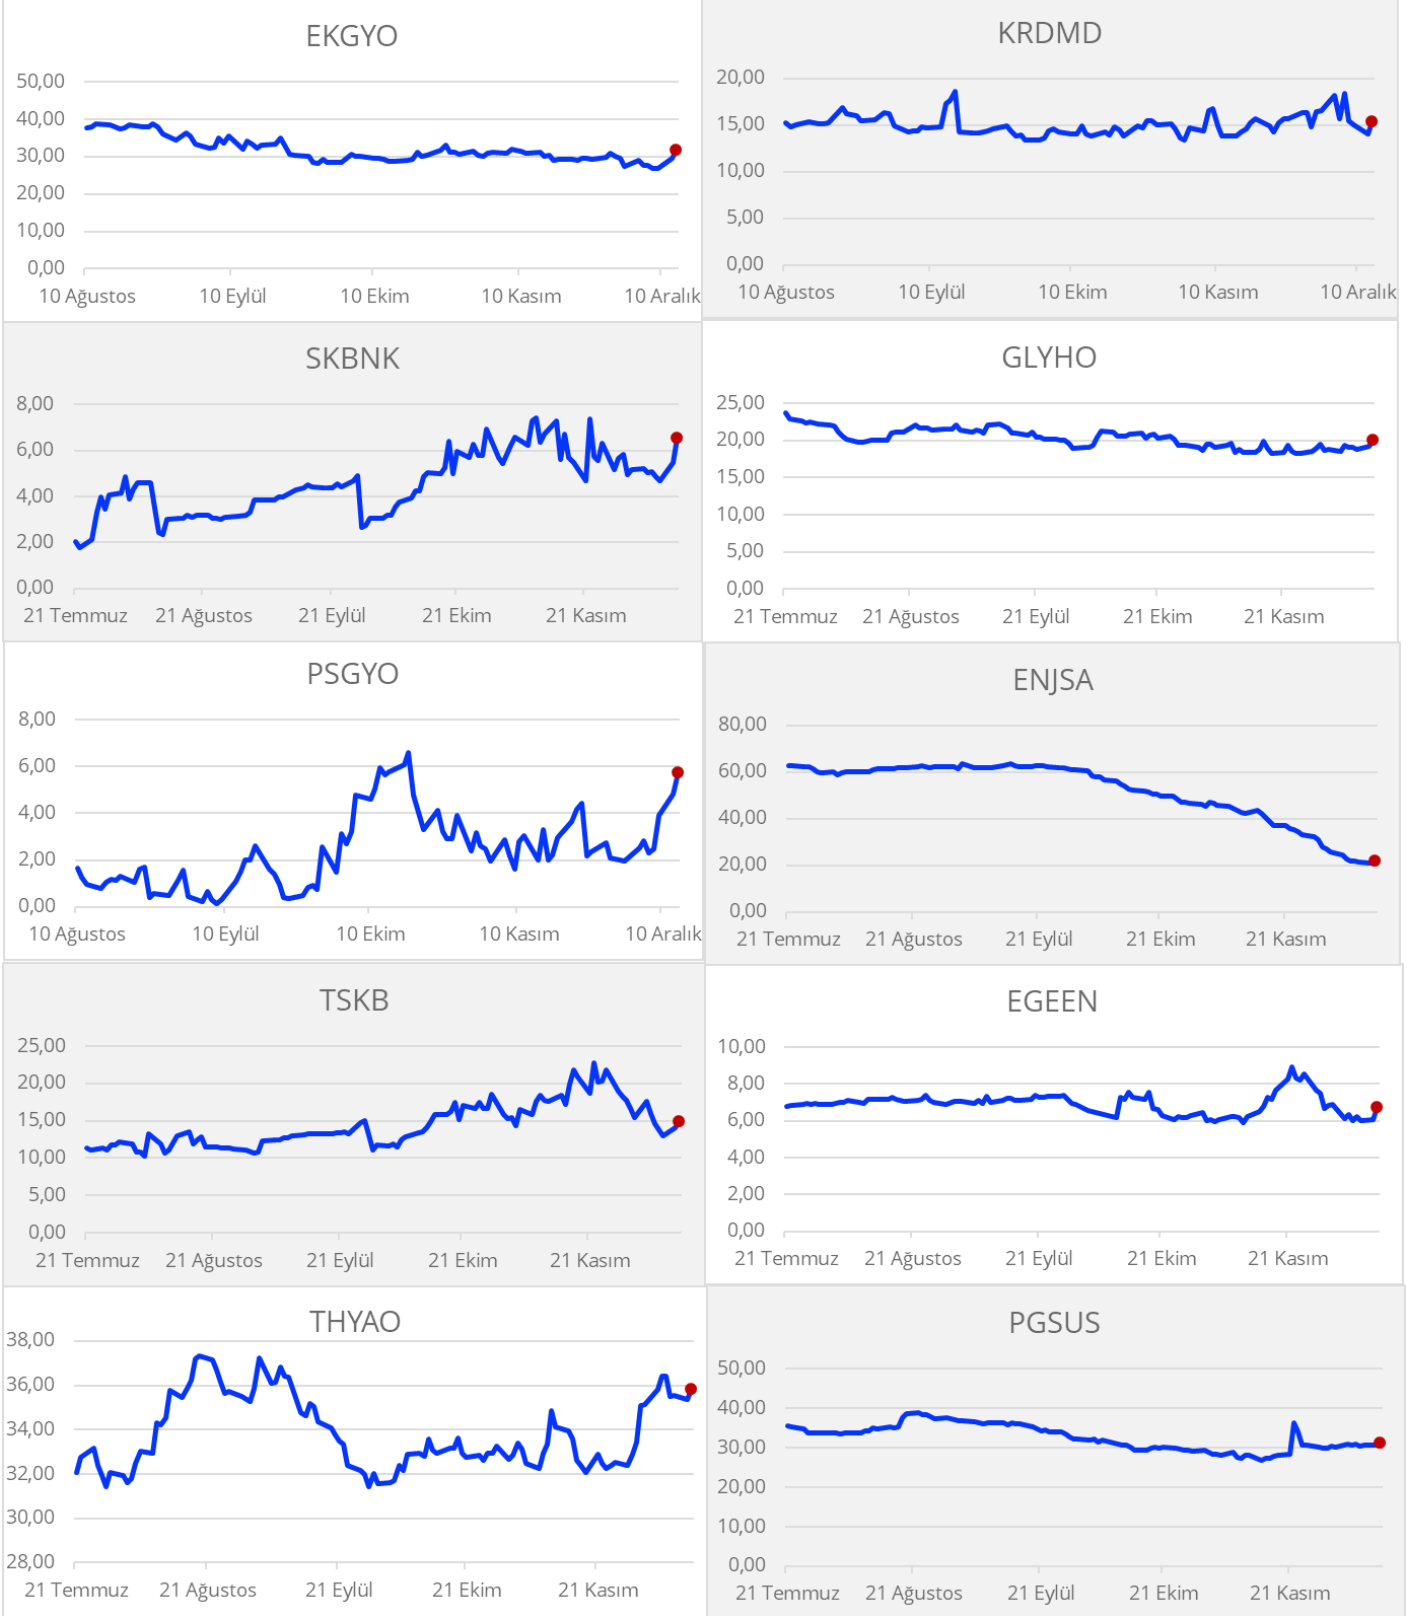 EKGYO
50,00
40,00
30,00
20,00
10,00
0,00
10 Ağustos 10 Eylül 10 Ekim 10 Kasım 10 Aralık
KRDMD
20,00
15,00
10,00
5,00
0,00
10 Ağustos 10 Eylül 10 Ekim 10 Kasım 10 Aralık
SKBNK
8,00
6,00
4,00
2,00
0,00
21 Temmuz 21 Ağustos 21 Eylül 21 Ekim 21 Kasım
GLYHO
25,00
20,00
15,00
10,00
5,00
0,00
21 Temmuz 21 Ağustos 21 Eylül 21 Ekim 21 Kasım
PSGYO
8,00
6,00
4,00
2,00
0,00
10 Ağustos 10 Eylül 10 Ekim 10 Kasım 10 Aralık
ENJSA
80,00
60,00
40,00
20,00
0,00
21 Temmuz 21 Ağustos 21 Eylül 21 Ekim 21 Kasım
TSKB
25,00
20,00
15,00
10,00
5,00
0,00
21 Temmuz 21 Ağustos 21 Eylül 21 Ekim 21 Kasım
EGEEN
10,00
8,00
6,00
4,00
2,00
0,00
21 Temmuz 21 Ağustos 21 Eylül 21 Ekim 21 Kasım
THYAO
38,00
36,00
34,00
32,00
30,00
28,00
21 Temmuz 21 Ağustos 21 Eylül 21 Ekim 21 Kasım
PGSUS
50,00
40,00
30,00
20,00
10,00
0,00
21 Temmuz 21 Ağustos 21 Eylül 21 Ekim 21 Kasım